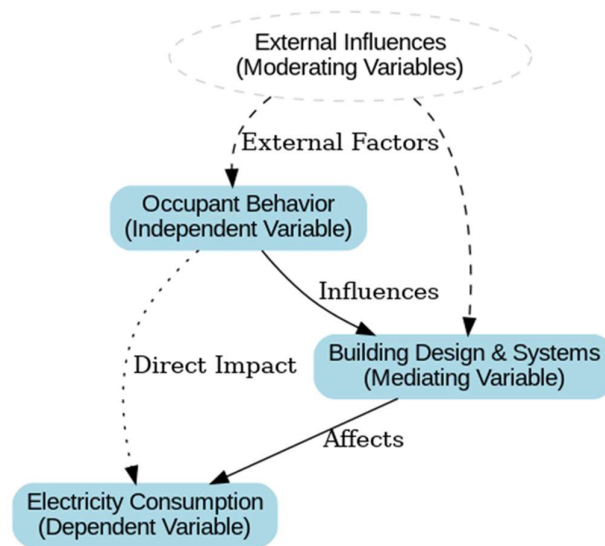 External Influences
(Moderating Variables)
External Factors
Occupant Behavior
(Independent Variable)
Influences
Building Design & Systems
(Mediating Variable)
Direct Impact
Affects
Electricity Consumption
(Dependent Variable)